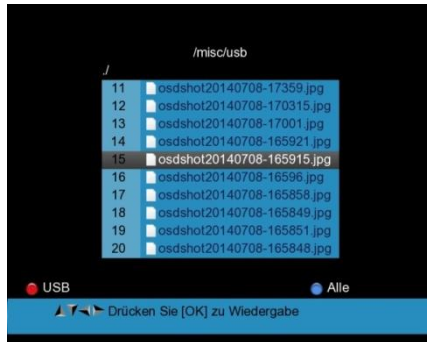 /misc/usb
./
11 osdshot20140708-17359.jpg
12 osdshot20140708-170315.jpg
13 osdshot20140708-17001.jpg
14 osdshot20140708-165921.jpg
15 osdshot20140708-165915.jpg
16 osdshot20140708-16596.jpg
17 osdshot20140708-165858.jpg
18 osdshot20140708-165849.jpg
19 osdshot20140708-165851.jpg
20 osdshot20140708-165848.jpg
USB Alle
Drücken Sie [OK] zu Wiedergabe